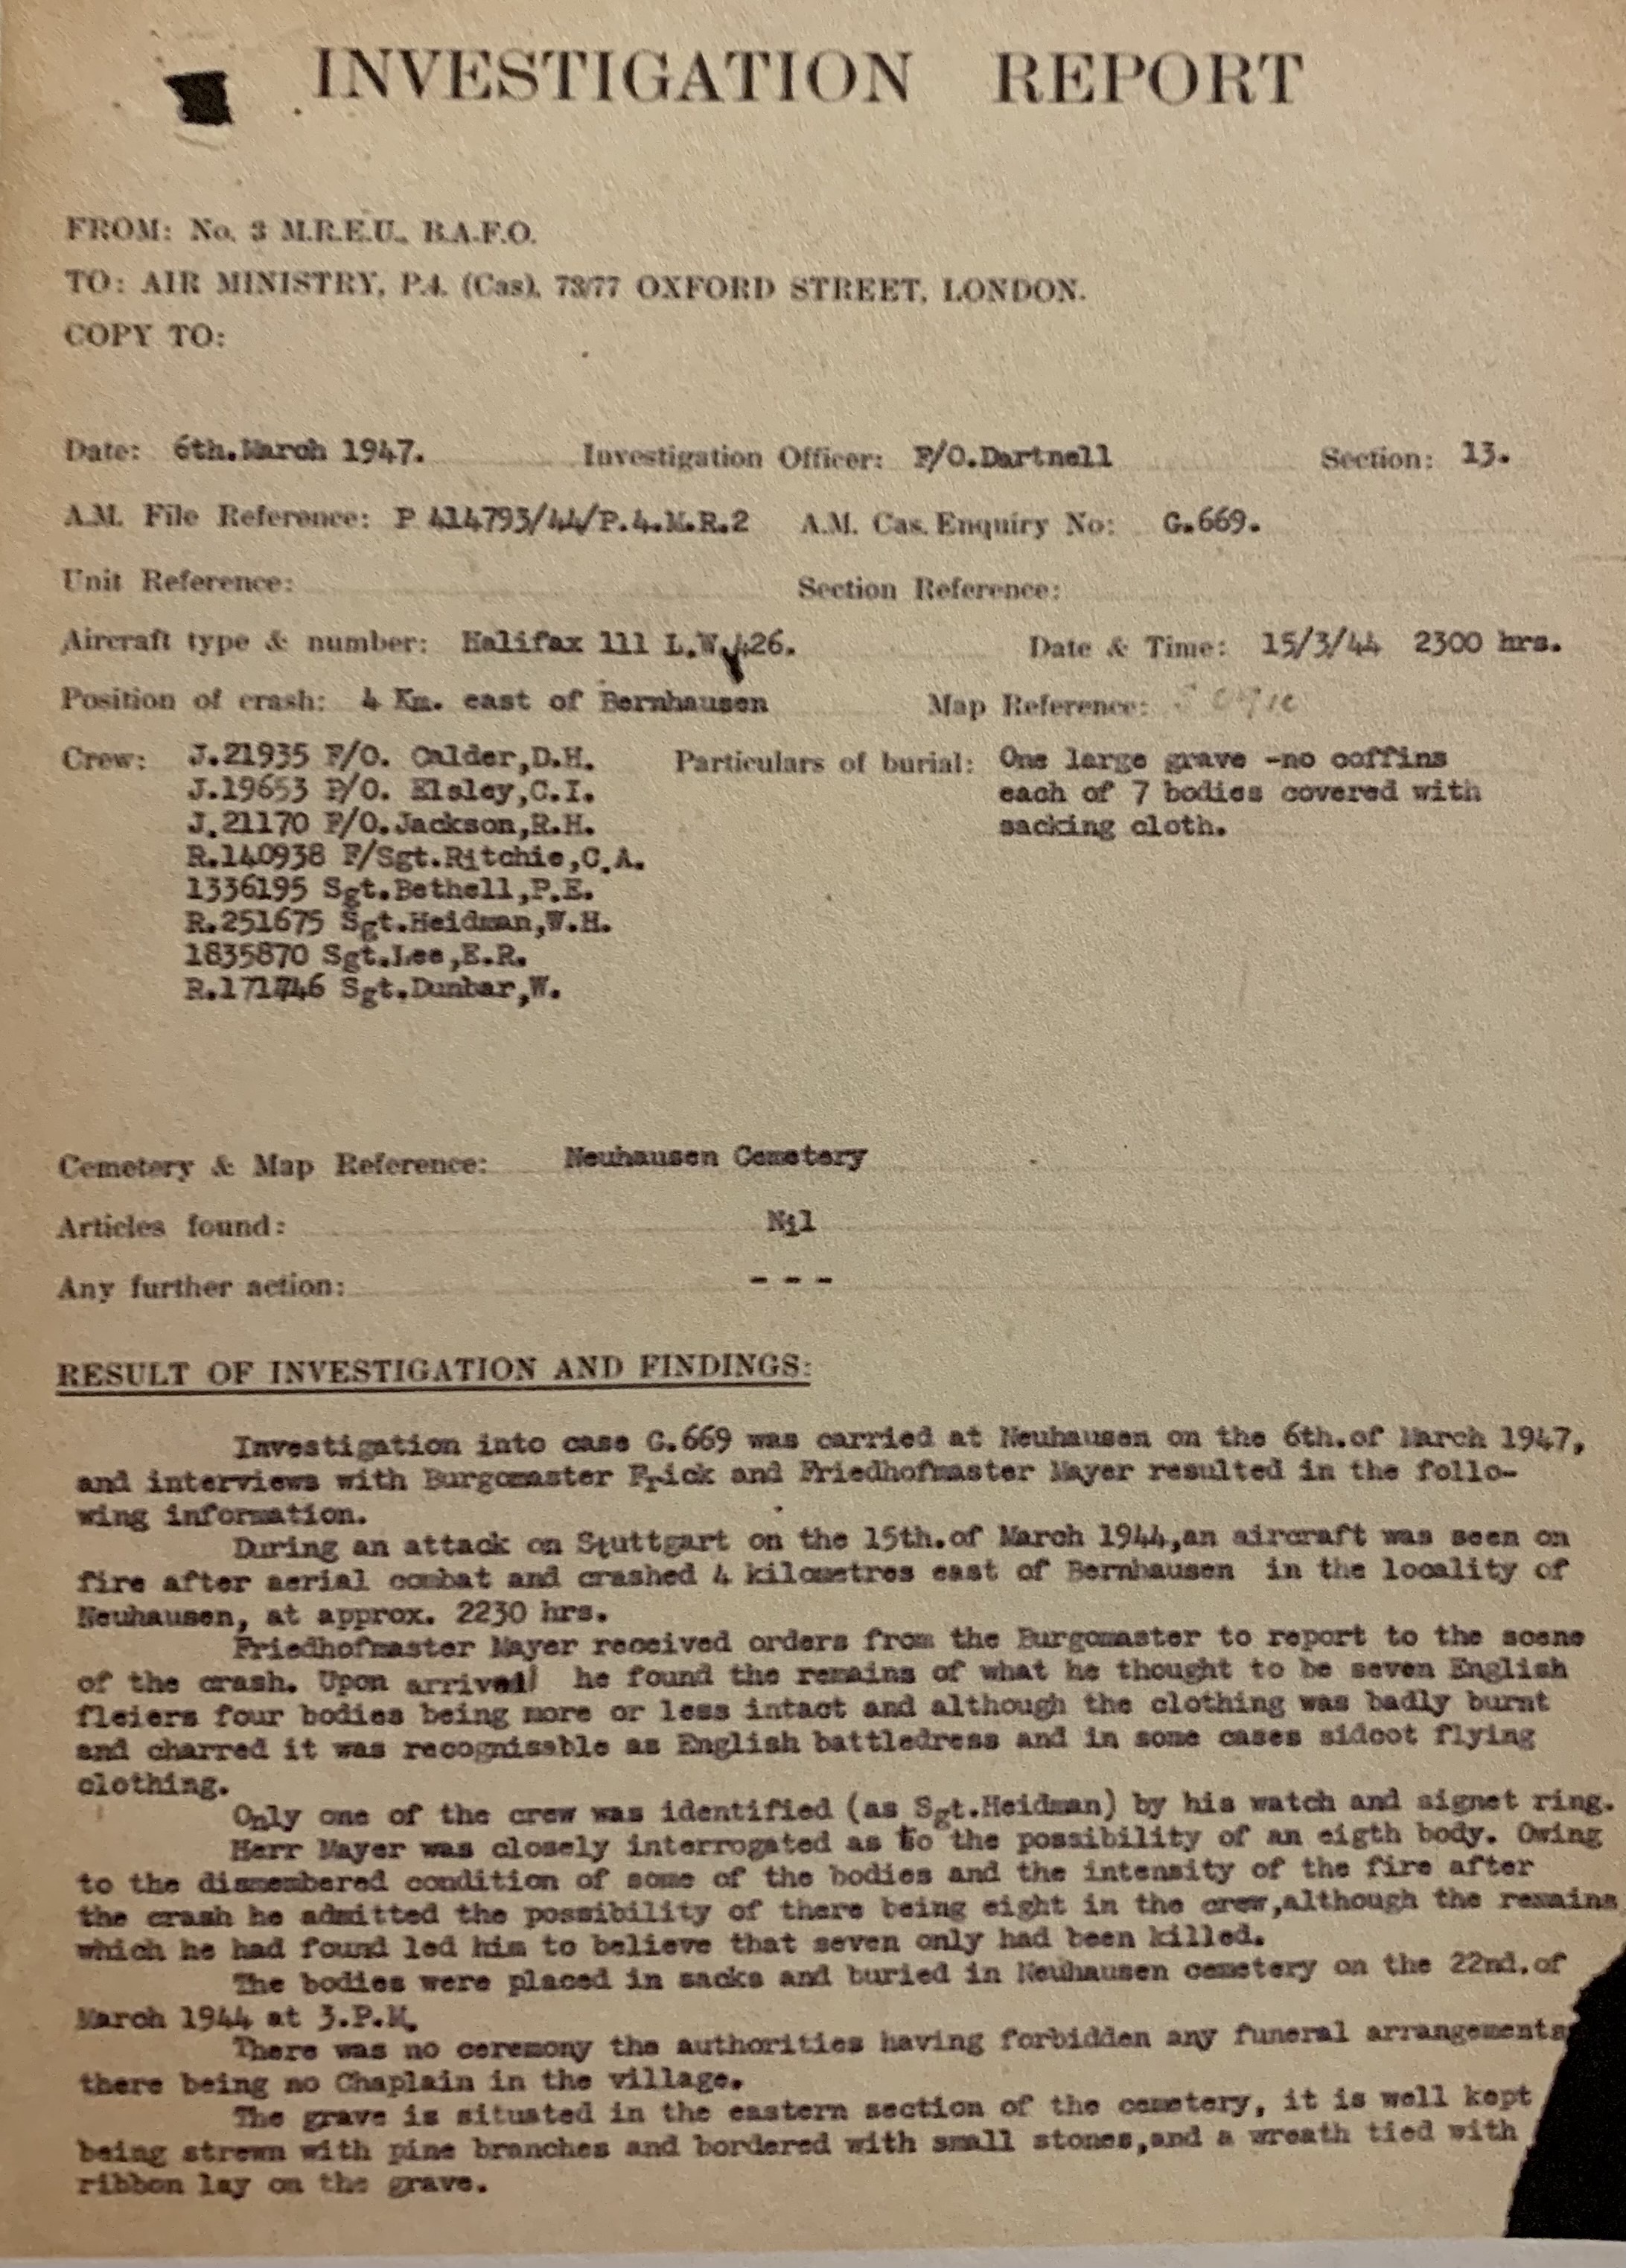 INVESTIGATION REPORT
FROM: No. 3 M.R.E.U., B.A.F.O.
TO: AIR MINISTRY, P.4. (Cas), 73/77 OXFORD STREET, LONDON.
COPY TO:
Date: 6th.March 1947. Investigation Officer: F/O.Dartnell Section: 13.
A.M. File Reference: P 414793/44/P.4.M.R.2 A.M. Cas. Enquiry No: G.669.
Unit Reference: Section Reference:
Aircraft type & number: Halifax 111 L.W.426. Date & Time: 15/3/44 2300 hrs.
Position of crash: 4 Km. east of Bernhausen Map Reference:
Crew: J.21935 F/O. Calder,D.H. Particulars of burial: One large grave -no coffins
J.19653 P/O. Elsley,C.I. each of 7 bodies covered with
J.21170 F/O.Jackson,R.H. sacking cloth.
R.140938 F/Sgt.Ritchie,C.A.
1336195 Sgt.Bethell,P.E.
R.251675 Sgt.Heidman,W.H.
1835870 Sgt.Lee,E.R.
Sgt.Dunbar,W.
Cemetery & Map Reference: Neuhausen Cemetery
Articles found: Nil
Any further action: - - -
RESULT OF INVESTIGATION AND FINDINGS:
Investigation into case G.669 was carried at Neuhausen on the 6th.of March 1947,
and interviews with Burgomaster Frick and Friedhofmaster Mayer resulted in the follo-
wing information.
During an attack on Stuttgart on the 15th.of March 1944,an aircraft was seen on
fire after aerial combat and crashed 4 kilometres east of Bernhausen in the locality of
Neuhausen, at approx. 2230 hrs.
Friedhofmaster Mayer received orders from the Burgomaster to report to the scene
of the crash. Upon arrival he found the remains of what he thought to be seven English
fleiers four bodies being more or less intact and although the clothing was badly burnt
and charred it was recognisable as English battledress and in some cases sidcot flying
clothing.
Only one of the crew was identified (as Sgt.Heidman) by his watch and signet ring.
Herr Mayer was closely interrogated as to the possibility of an eigth body. Owing
to the dismembered condition of some of the bodies and the intensity of the fire after
the crash he admitted the possibility of there being eight in the crew,although the remains
which he had found led him to believe that seven only had been killed.
The bodies were placed in sacks and buried in Neuhausen cemetery on the 22nd.of
March 1944 at 3.P.M.
There was no ceremony the authorities having forbidden any funeral arrangements
there being no Chaplain in the village.
The grave is situated in the eastern section of the cemetery, it is well kept
being strewn with pine branches and bordered with small stones,and a wreath tied with
ribbon lay on the grave.